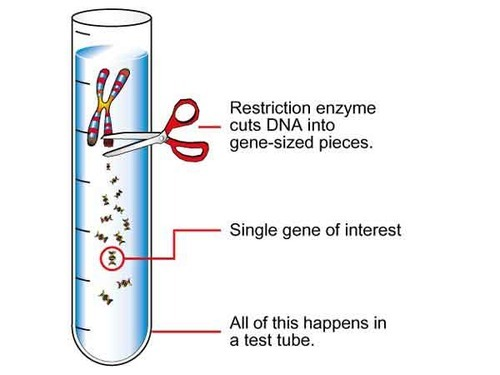 Restriction enzyme
cuts DNA into
gene-sized pieces.
Single gene of interest
All of this happens in
a test tube.